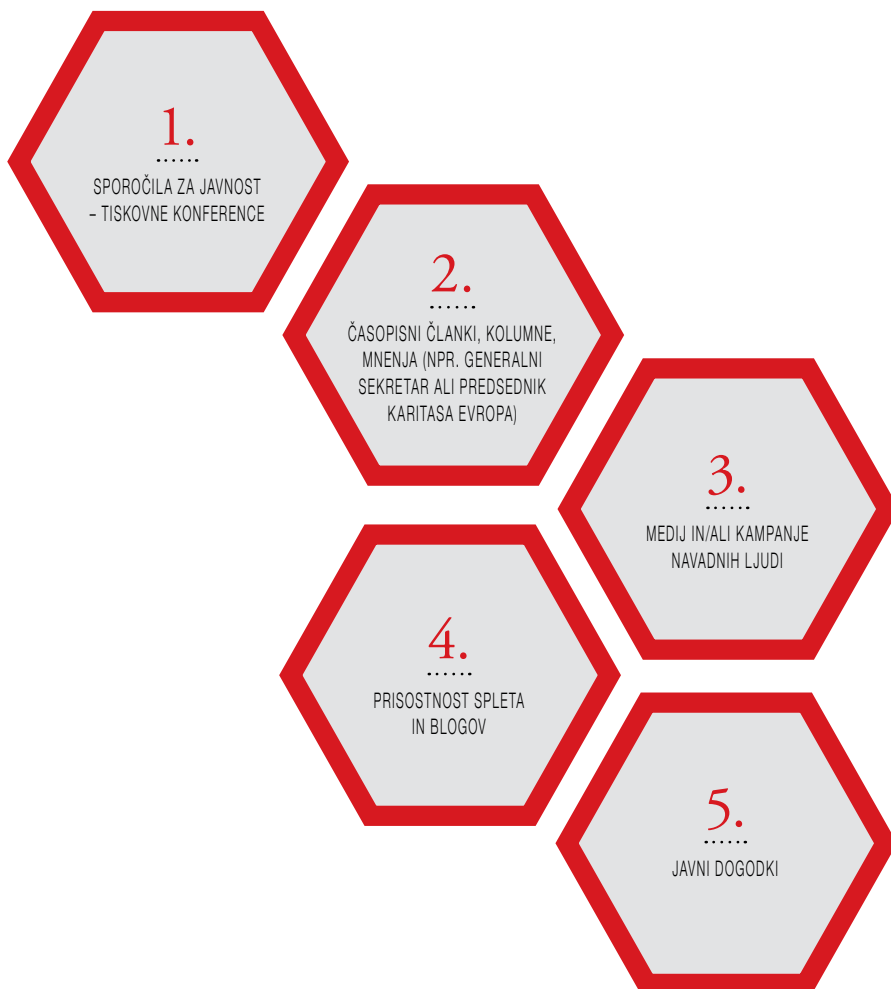 1.
SPOROČILA ZA JAVNOST
– TISKOVNE KONFERENCE
2.
ČASOPISNI ČLANKI, KOLUMNE,
MNENJA (NPR. GENERALNI
SEKRETAR ALI PREDSEDNIK
KARITASA EVROPA)
3.
MEDIJ IN/ALI KAMPANJE
NAVADNIH LJUDI
4.
PRISOSTNOST SPLETA
IN BLOGOV
5.
JAVNI DOGODKI